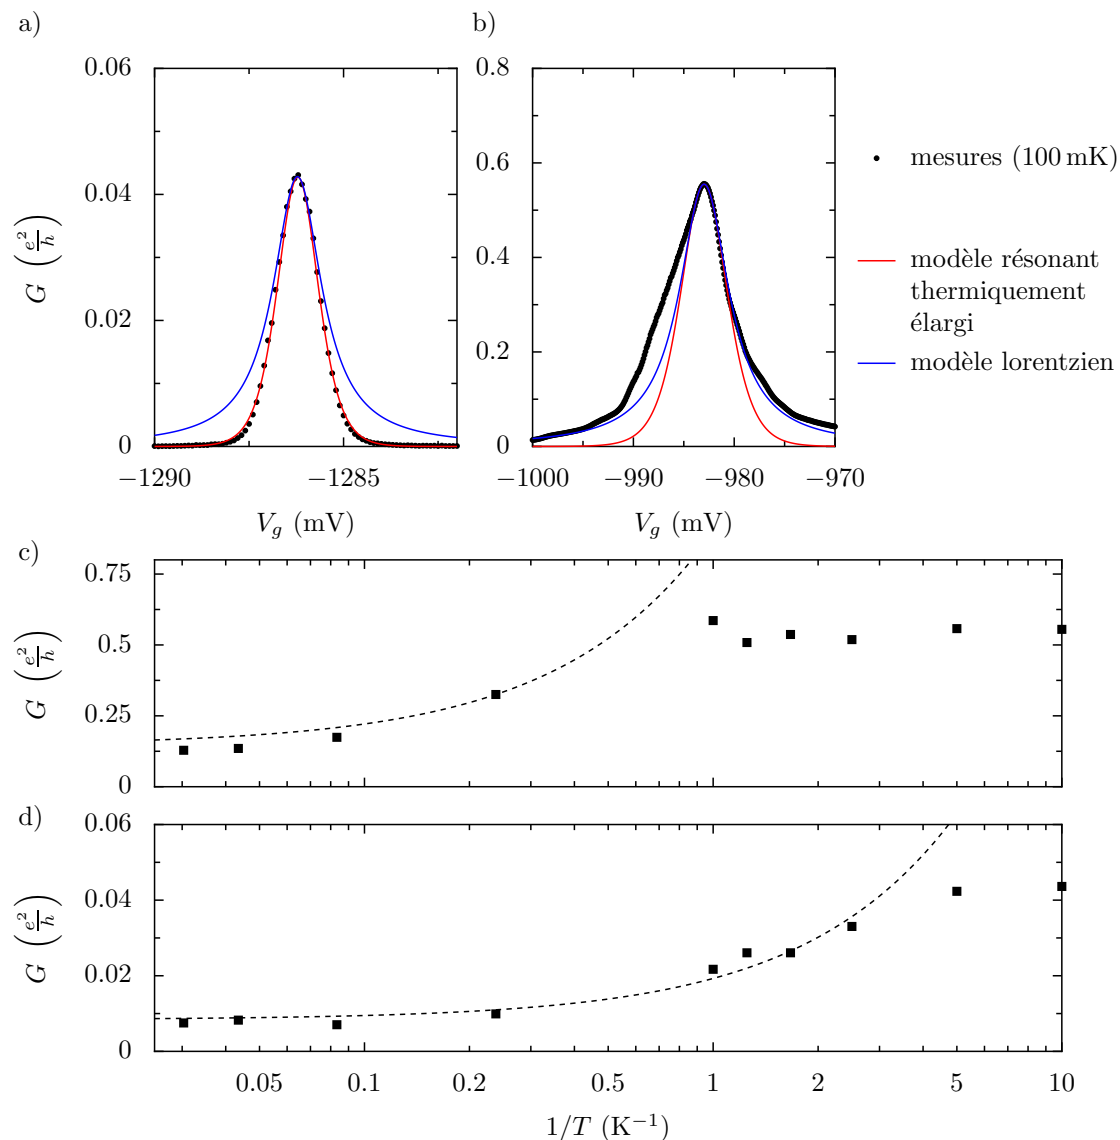 a)
b)
0.06
0.04
0.02
0
G (e²/h)
−1290
−1285
V_g (mV)
0.8
0.6
0.4
0.2
0
−1000
−990
−980
−970
V_g (mV)
mesures (100 mK)
modèle résonant
thermiquement
élargi
modèle lorentzien
c)
0.75
0.5
0.25
0
G (e²/h)
d)
0.06
0.04
0.02
0
G (e²/h)
0.05
0.1
0.2
0.5
1
2
5
10
1/T (K⁻¹)